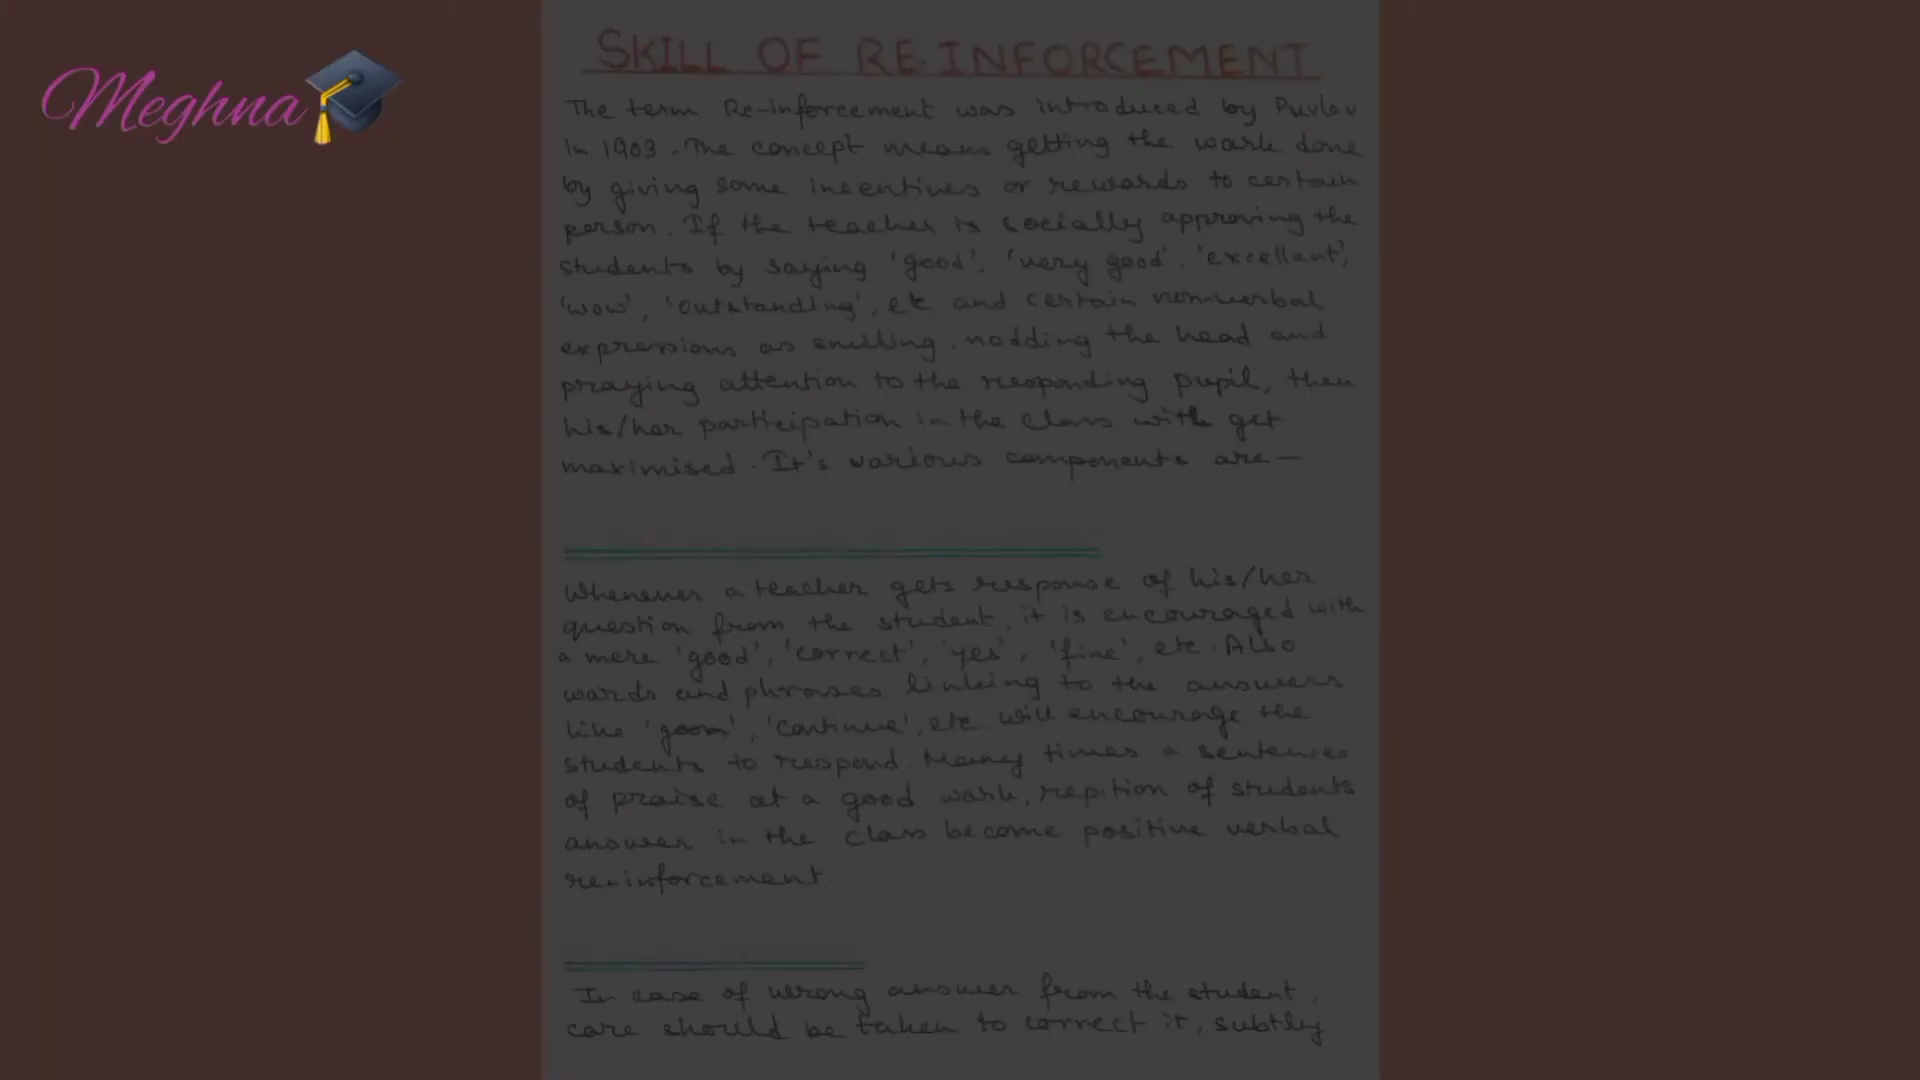 Meghna
SKILL OF RE-INFORCEMENT
The term Re-inforcement was introduced by Pavlov
in 1903. The concept means getting the work done
by giving some incentives or rewards to certain
person. If the teacher is socially approving the
students by saying 'good', 'very good', 'excellent',
'wow', 'outstanding', etc and certain non-verbal
expressions as smiling, nodding the head and
praying attention to the responding pupil, then
his/her participation in the class with get
maximised. It's various components are—
Whenever a teacher gets response of his/her
question from the student, it is encouraged with
a mere 'good', 'correct', 'yes', 'fine', etc. Also
words and phrases linking to the answers
like 'goon', 'continue', etc will encourage the
students to respond Many times a sentences
of praise at a good work, repition of students
answer in the class become positive verbal
re-inforcement.
In case of wrong answer from the student,
care should be taken to correct it, subtly